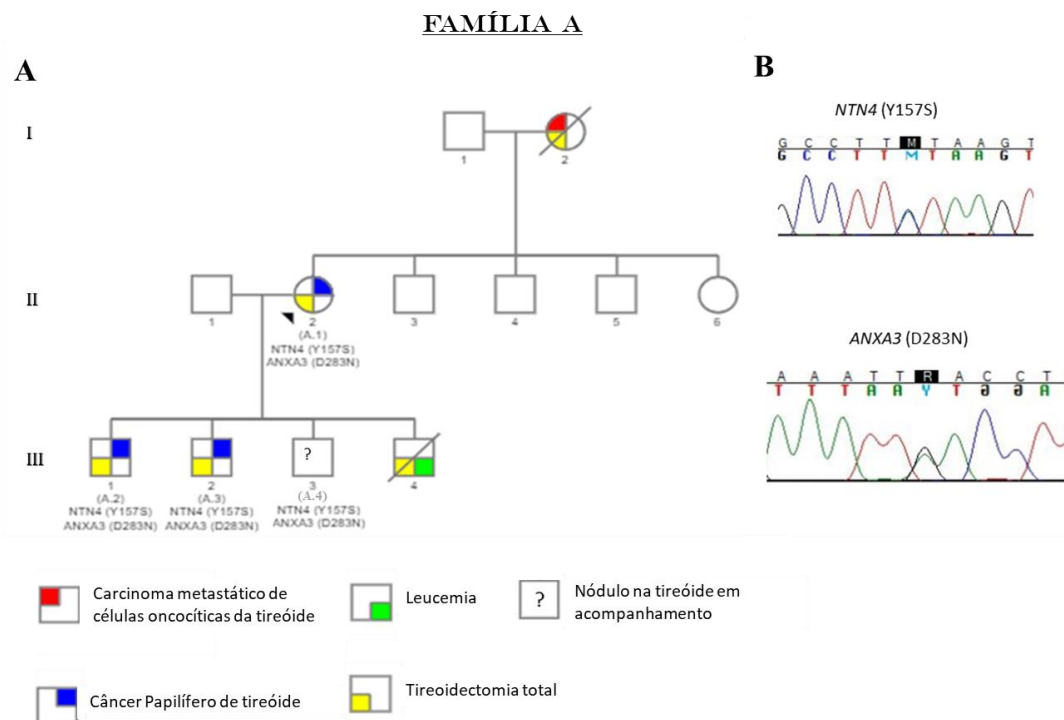 FAMÍLIA A
A
B
I
1
2
NTN4 (Y157S)
G C C T T M T A A G T
G C C T T M T A A G T
II
1
2
3
4
5
6
(A.1)
NTN4 (Y157S)
ANXA3 (D283N)
ANXA3 (D283N)
A A A T T R A C C T
T T T A A Y T G G A
III
?
1
2
3
4
(A.2)
NTN4 (Y157S)
ANXA3 (D283N)
(A.3)
NTN4 (Y157S)
ANXA3 (D283N)
(A.4)
NTN4 (Y157S)
ANXA3 (D283N)
Carcinoma metastático de
células oncocíticas da tireóide
Leucemia
?
Nódulo na tireóide em
acompanhamento
Câncer Papilífero de tireóide
Tireoidectomia total